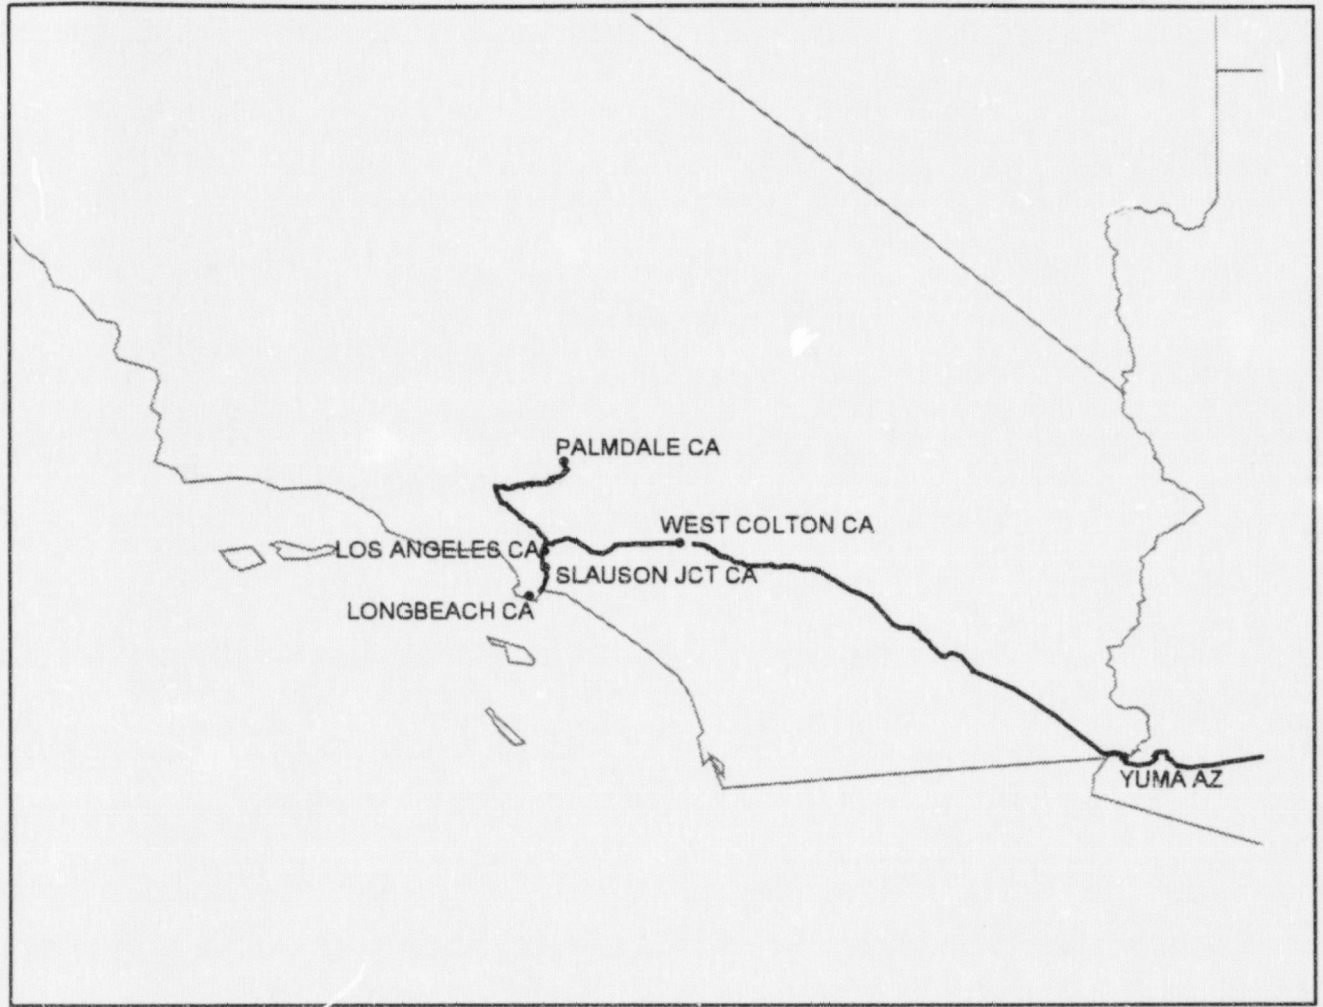 PALMDALE CA
WEST COLTON CA
LOS ANGELES CA
SLAUSON JCT CA
LONGBEACH CA
YUMA AZ